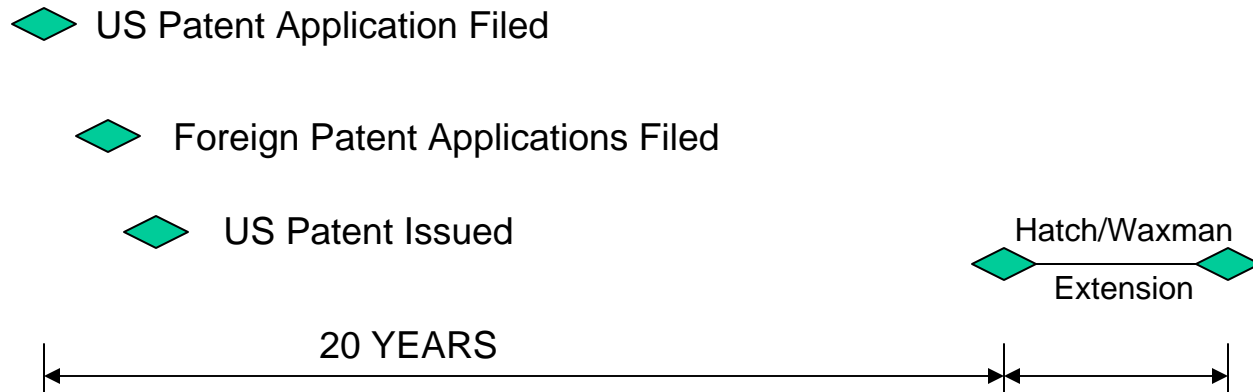 US Patent Application Filed
Foreign Patent Applications Filed
US Patent Issued
Hatch/Waxman
Extension
20 YEARS